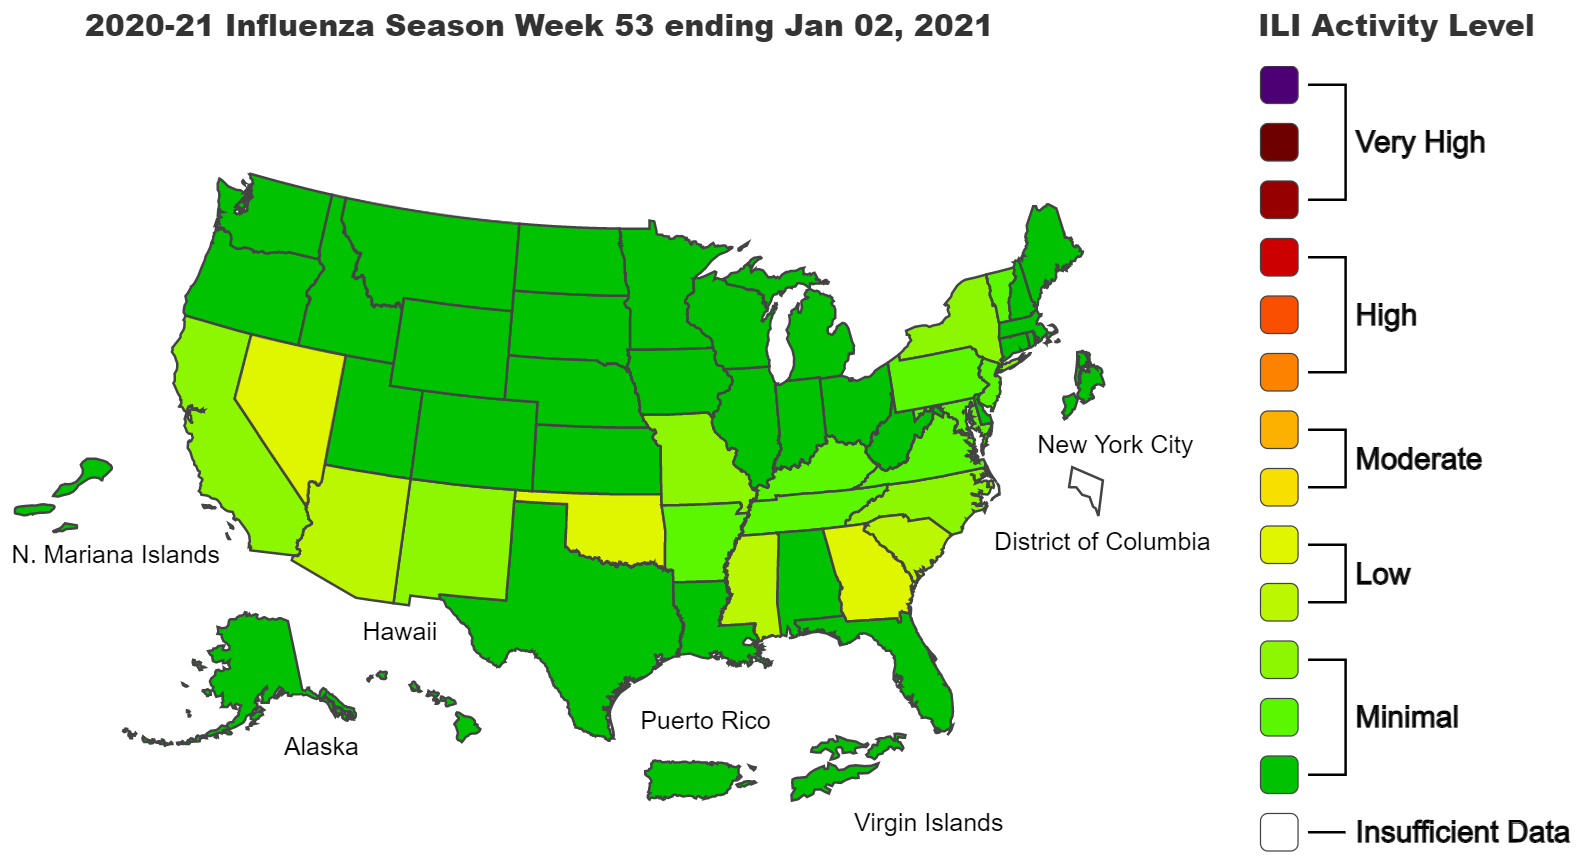 2020-21 Influenza Season Week 53 ending Jan 02, 2021
ILI Activity Level
Very High
High
Moderate
Low
Minimal
Insufficient Data
New York City
District of Columbia
N. Mariana Islands
Hawaii
Alaska
Puerto Rico
Virgin Islands